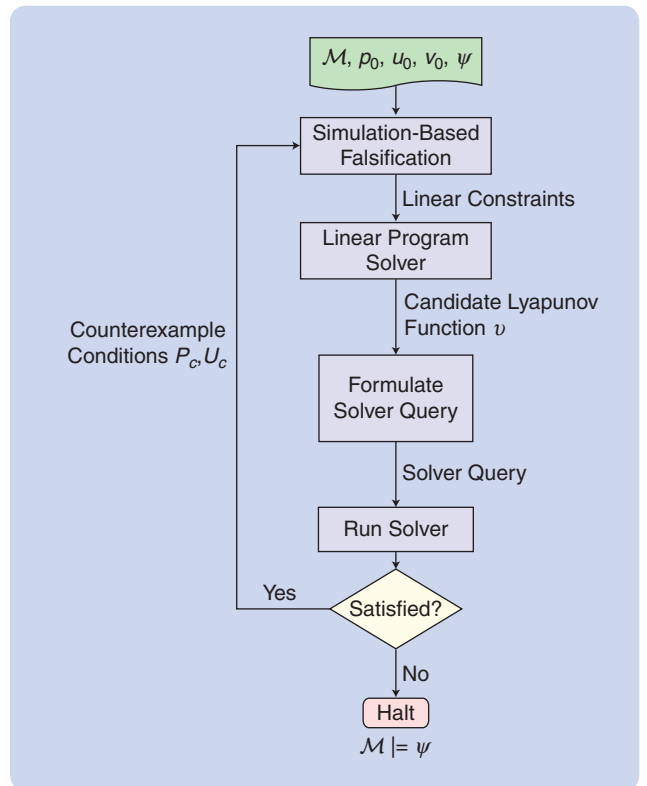 ℳ, p₀, u₀, v₀, ψ
Simulation-Based
Falsification
Linear Constraints
Linear Program
Solver
Candidate Lyapunov
Function υ
Counterexample
Conditions P_c,U_c
Formulate
Solver Query
Solver Query
Run Solver
Yes
Satisfied?
No
Halt
ℳ |= ψ